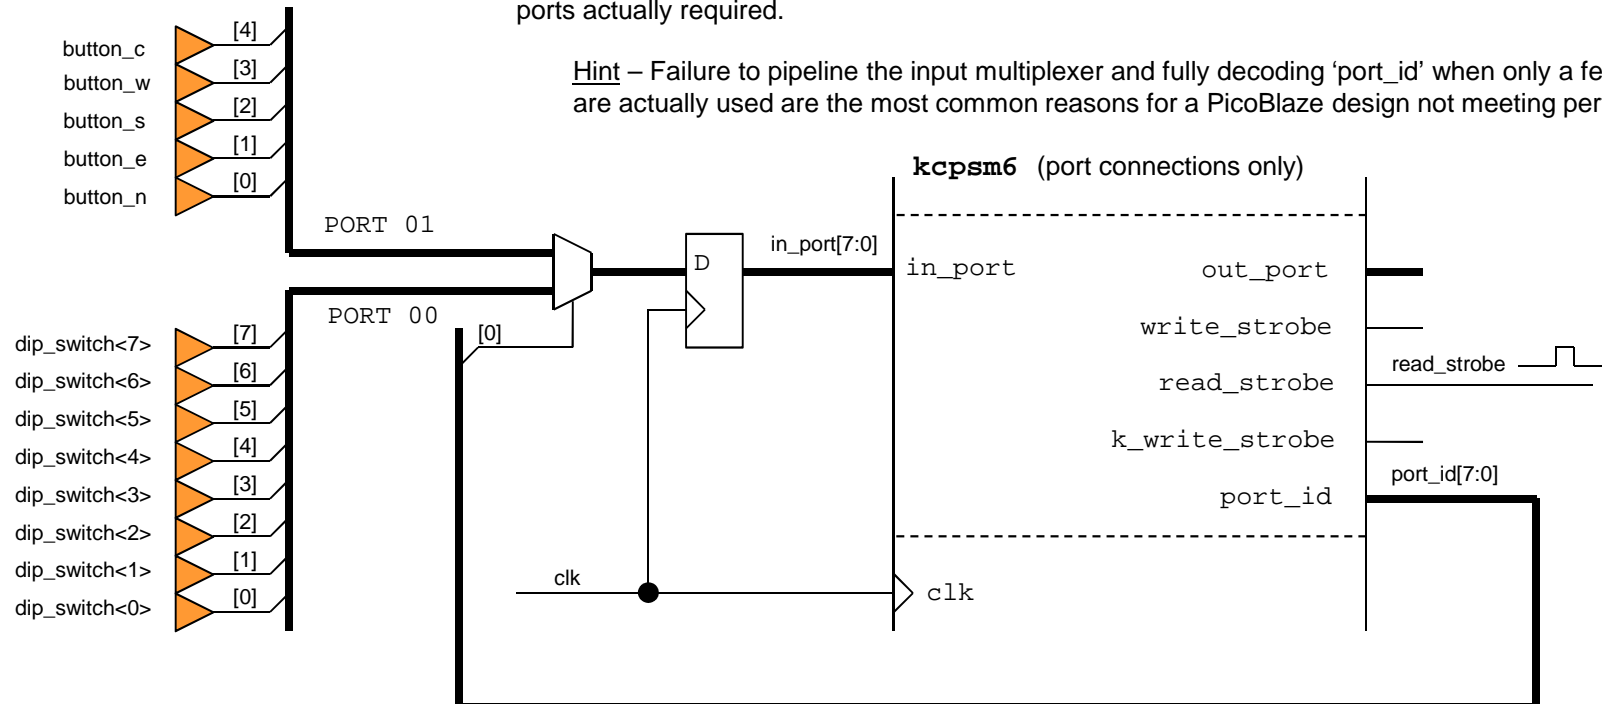 ports actually required.
Hint – Failure to pipeline the input multiplexer and fully decoding ‘port_id’ when only a fe
are actually used are the most common reasons for a PicoBlaze design not meeting per
kcpsm6 (port connections only)
button_c [4]
button_w [3]
button_s [2]
button_e [1]
button_n [0]
PORT 01
PORT 00
[0]
D
in_port[7:0]
in_port
out_port
write_strobe
read_strobe
read_strobe
k_write_strobe
port_id[7:0]
port_id
clk
clk
dip_switch<7> [7]
dip_switch<6> [6]
dip_switch<5> [5]
dip_switch<4> [4]
dip_switch<3> [3]
dip_switch<2> [2]
dip_switch<1> [1]
dip_switch<0> [0]